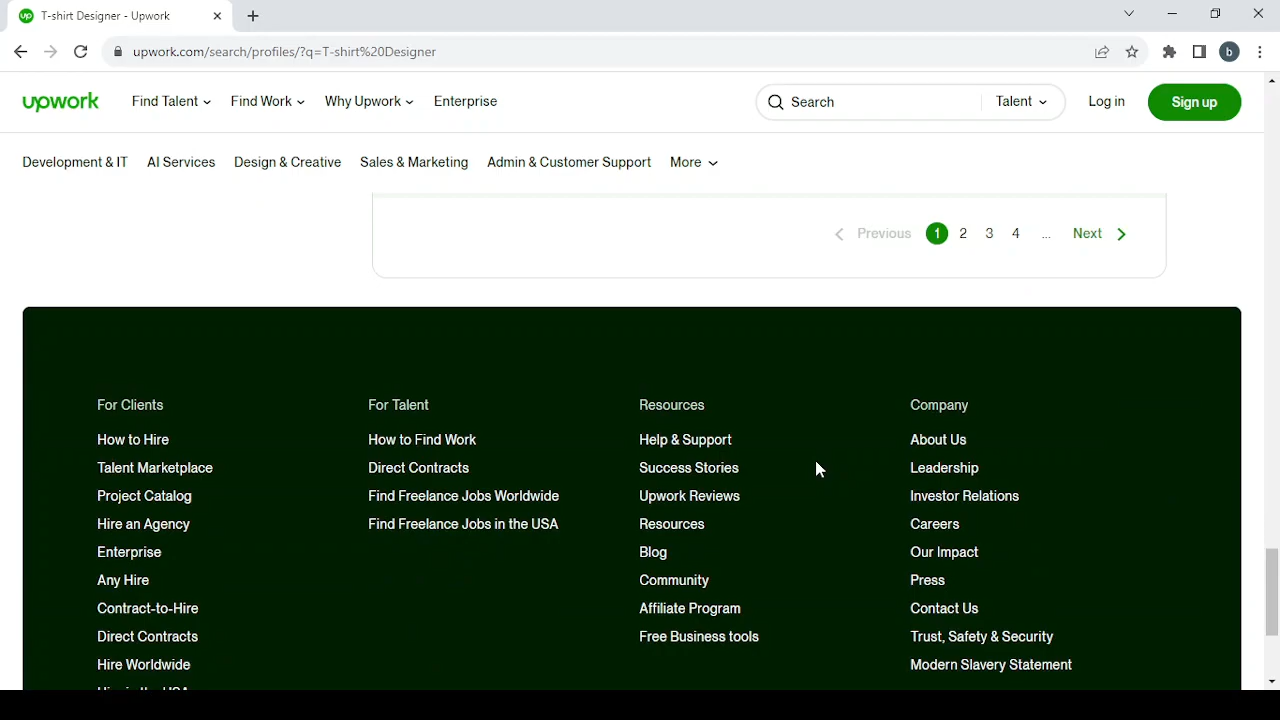 T-shirt Designer - Upwork
upwork.com/search/profiles/?q=T-shirt%20Designer
b
upwork Find Talent Find Work Why Upwork Enterprise Search Talent Log in Sign up
Development & IT AI Services Design & Creative Sales & Marketing Admin & Customer Support More
Previous 1 2 3 4 ... Next
For Clients
How to Hire
Talent Marketplace
Project Catalog
Hire an Agency
Enterprise
Any Hire
Contract-to-Hire
Direct Contracts
Hire Worldwide
For Talent
How to Find Work
Direct Contracts
Find Freelance Jobs Worldwide
Find Freelance Jobs in the USA
Resources
Help & Support
Success Stories
Upwork Reviews
Resources
Blog
Community
Affiliate Program
Free Business tools
Company
About Us
Leadership
Investor Relations
Careers
Our Impact
Press
Contact Us
Trust, Safety & Security
Modern Slavery Statement